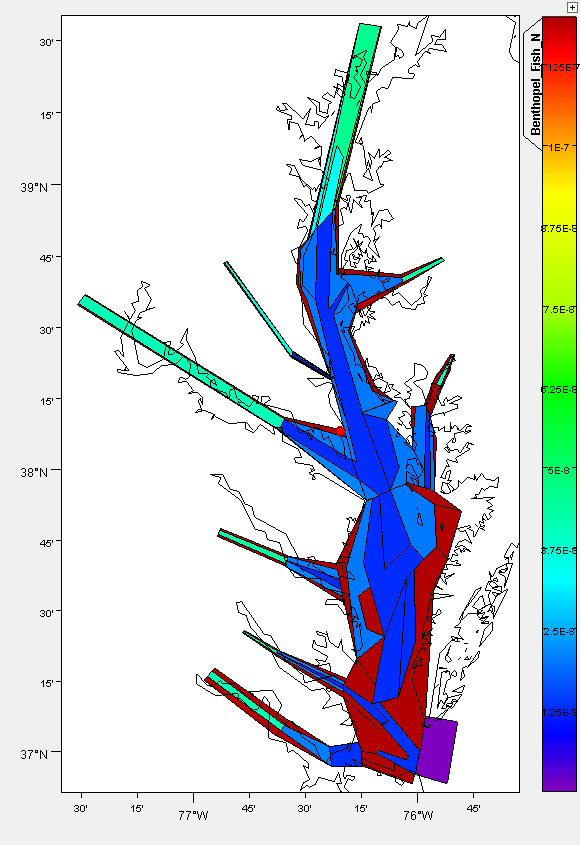 30'
15'
39°N
45'
30'
15'
38°N
45'
30'
15'
37°N
30'
15'
77°W
45'
30'
15'
76°W
45'
Benthopel_Fish_N
1.125E-7
1E-7
8.75E-8
7.5E-8
6.25E-8
5E-8
3.75E-8
2.5E-8
1.25E-8